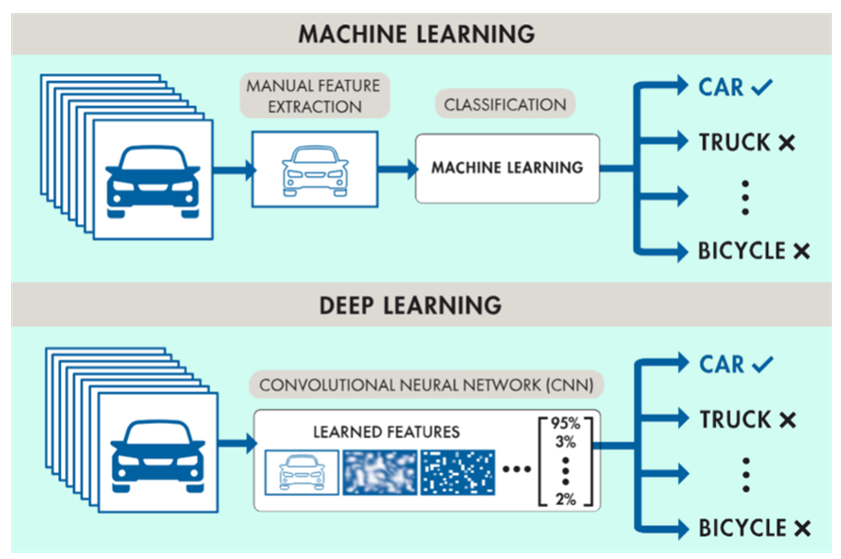 MACHINE LEARNING
MANUAL FEATURE
EXTRACTION
CLASSIFICATION
MACHINE LEARNING
CAR ✓
TRUCK ✕
⋮
BICYCLE ✕
DEEP LEARNING
CONVOLUTIONAL NEURAL NETWORK (CNN)
LEARNED FEATURES
•••
95%
3%
⋮
2%
CAR ✓
TRUCK ✕
⋮
BICYCLE ✕